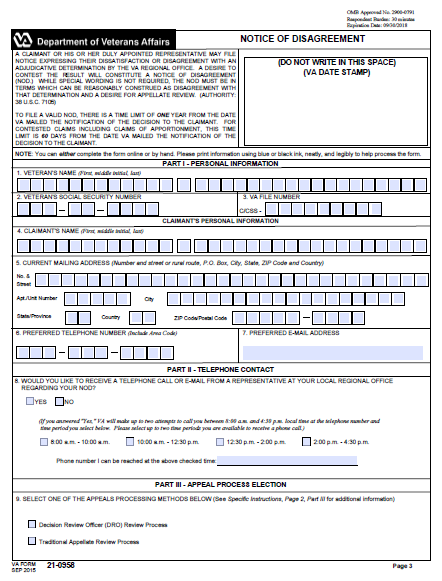 OMB Approval No. 2900-0791
Respondent Burden: 30 minutes
Expiration Date: 09/30/2018
VA Department of Veterans Affairs
NOTICE OF DISAGREEMENT
A CLAIMANT OR HIS OR HER DULY APPOINTED REPRESENTATIVE MAY FILE
NOTICE EXPRESSING THEIR DISSATISFACTION OR DISAGREEMENT WITH AN
ADJUDICATIVE DETERMINATION BY THE VA REGIONAL OFFICE. A DESIRE TO
CONTEST THE RESULT WILL CONSTITUTE A NOTICE OF DISAGREEMENT
(NOD.) WHILE SPECIAL WORDING IS NOT REQUIRED, THE NOD MUST BE IN
TERMS WHICH CAN BE REASONABLY CONSTRUED AS DISAGREEMENT WITH
THAT DETERMINATION AND A DESIRE FOR APPELLATE REVIEW. (AUTHORITY:
38 U.S.C. 7105)
TO FILE A VALID NOD, THERE IS A TIME LIMIT OF ONE YEAR FROM THE DATE
VA MAILED THE NOTIFICATION OF THE DECISION TO THE CLAIMANT. FOR
CONTESTED CLAIMS INCLUDING CLAIMS OF APPORTIONMENT, THIS TIME
LIMIT IS 60 DAYS FROM THE DATE VA MAILED THE NOTIFICATION OF THE
DECISION TO THE CLAIMANT.
(DO NOT WRITE IN THIS SPACE)
(VA DATE STAMP)
NOTE: You can either complete the form online or by hand. Please print information using blue or black ink, neatly, and legibly to help process the form.
PART I - PERSONAL INFORMATION
1. VETERAN'S NAME (First, middle initial, last)
2. VETERAN'S SOCIAL SECURITY NUMBER
3. VA FILE NUMBER
C/CSS -
CLAIMANT'S PERSONAL INFORMATION
4. CLAIMANT'S NAME (First, middle initial, last)
5. CURRENT MAILING ADDRESS (Number and street or rural route, P.O. Box, City, State, ZIP Code and Country)
No. &
Street
Apt./Unit Number
City
State/Province
Country
ZIP Code/Postal Code
6. PREFERRED TELEPHONE NUMBER (Include Area Code)
7. PREFERRED E-MAIL ADDRESS
PART II - TELEPHONE CONTACT
8. WOULD YOU LIKE TO RECEIVE A TELEPHONE CALL OR E-MAIL FROM A REPRESENTATIVE AT YOUR LOCAL REGIONAL OFFICE
REGARDING YOUR NOD?
YES
NO
(If you answered "Yes," VA will make up to two attempts to call you between 8:00 a.m. and 4:30 p.m. local time at the telephone number and
time period you select below. Please select up to two time periods you are available to receive a phone call.)
8:00 a.m. - 10:00 a.m.
10:00 a.m. - 12:30 p.m.
12:30 p.m. - 2:00 p.m.
2:00 p.m. - 4:30 p.m.
Phone number I can be reached at the above checked time:
PART III - APPEAL PROCESS ELECTION
9. SELECT ONE OF THE APPEALS PROCESSING METHODS BELOW (See Specific Instructions, Page 2, Part III for additional information)
Decision Review Officer (DRO) Review Process
Traditional Appellate Review Process
VA FORM
SEP 2015
21-0958
Page 3